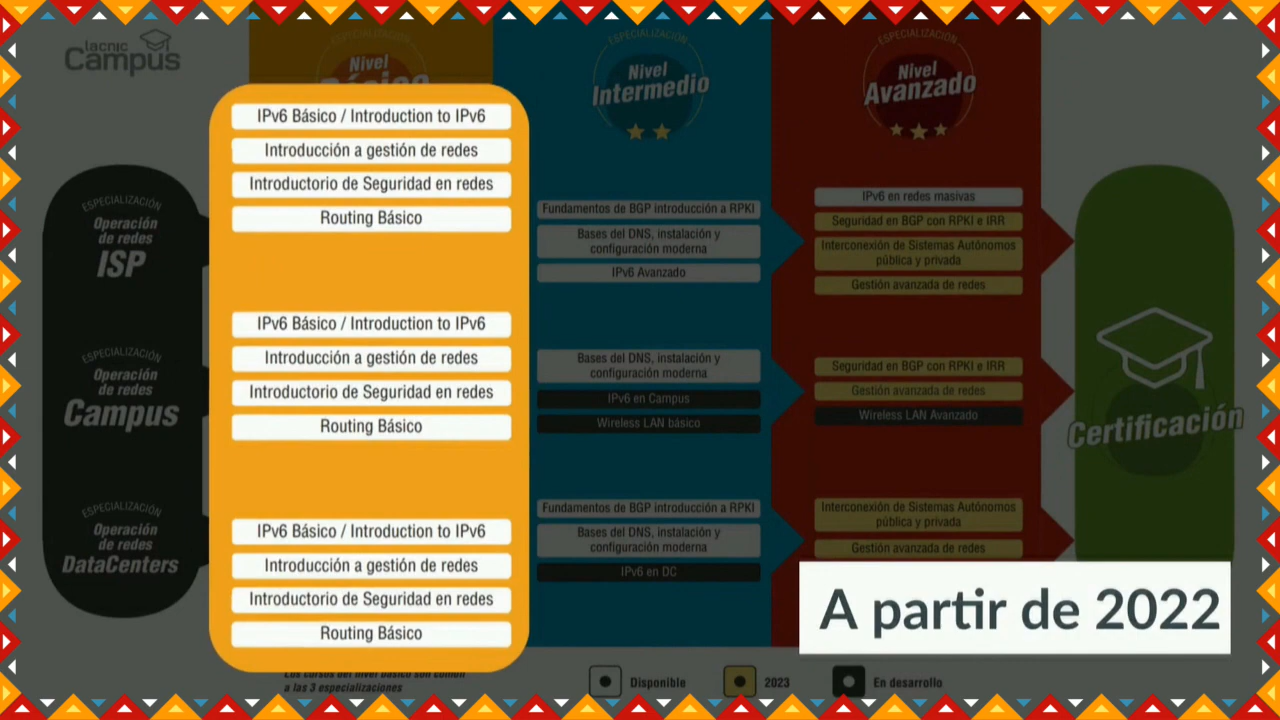 lacnic
Campus
ESPECIALIZACIÓN
Nivel
Básico
ESPECIALIZACIÓN
Nivel
Intermedio
ESPECIALIZACIÓN
Nivel
Avanzado
ESPECIALIZACIÓN
Operación
de redes
ISP
IPv6 Básico / Introduction to IPv6
Introducción a gestión de redes
Introductorio de Seguridad en redes
Routing Básico
Fundamentos de BGP introducción a RPKI
Bases del DNS, instalación y
configuración moderna
IPv6 Avanzado
IPv6 en redes masivas
Seguridad en BGP con RPKI e IRR
Interconexión de Sistemas Autónomos
pública y privada
Gestión avanzada de redes
ESPECIALIZACIÓN
Operación
de redes
Campus
IPv6 Básico / Introduction to IPv6
Introducción a gestión de redes
Introductorio de Seguridad en redes
Routing Básico
Bases del DNS, instalación y
configuración moderna
IPv6 en Campus
Wireless LAN básico
Seguridad en BGP con RPKI e IRR
Gestión avanzada de redes
Wireless LAN Avanzado
Certificación
ESPECIALIZACIÓN
Operación
de redes
DataCenters
IPv6 Básico / Introduction to IPv6
Introducción a gestión de redes
Introductorio de Seguridad en redes
Routing Básico
Fundamentos de BGP introducción a RPKI
Bases del DNS, instalación y
configuración moderna
IPv6 en DC
Interconexión de Sistemas Autónomos
pública y privada
Gestión avanzada de redes
A partir de 2022
Los cursos del nivel básico son común
a las 3 especializaciones
Disponible
2023
En desarrollo